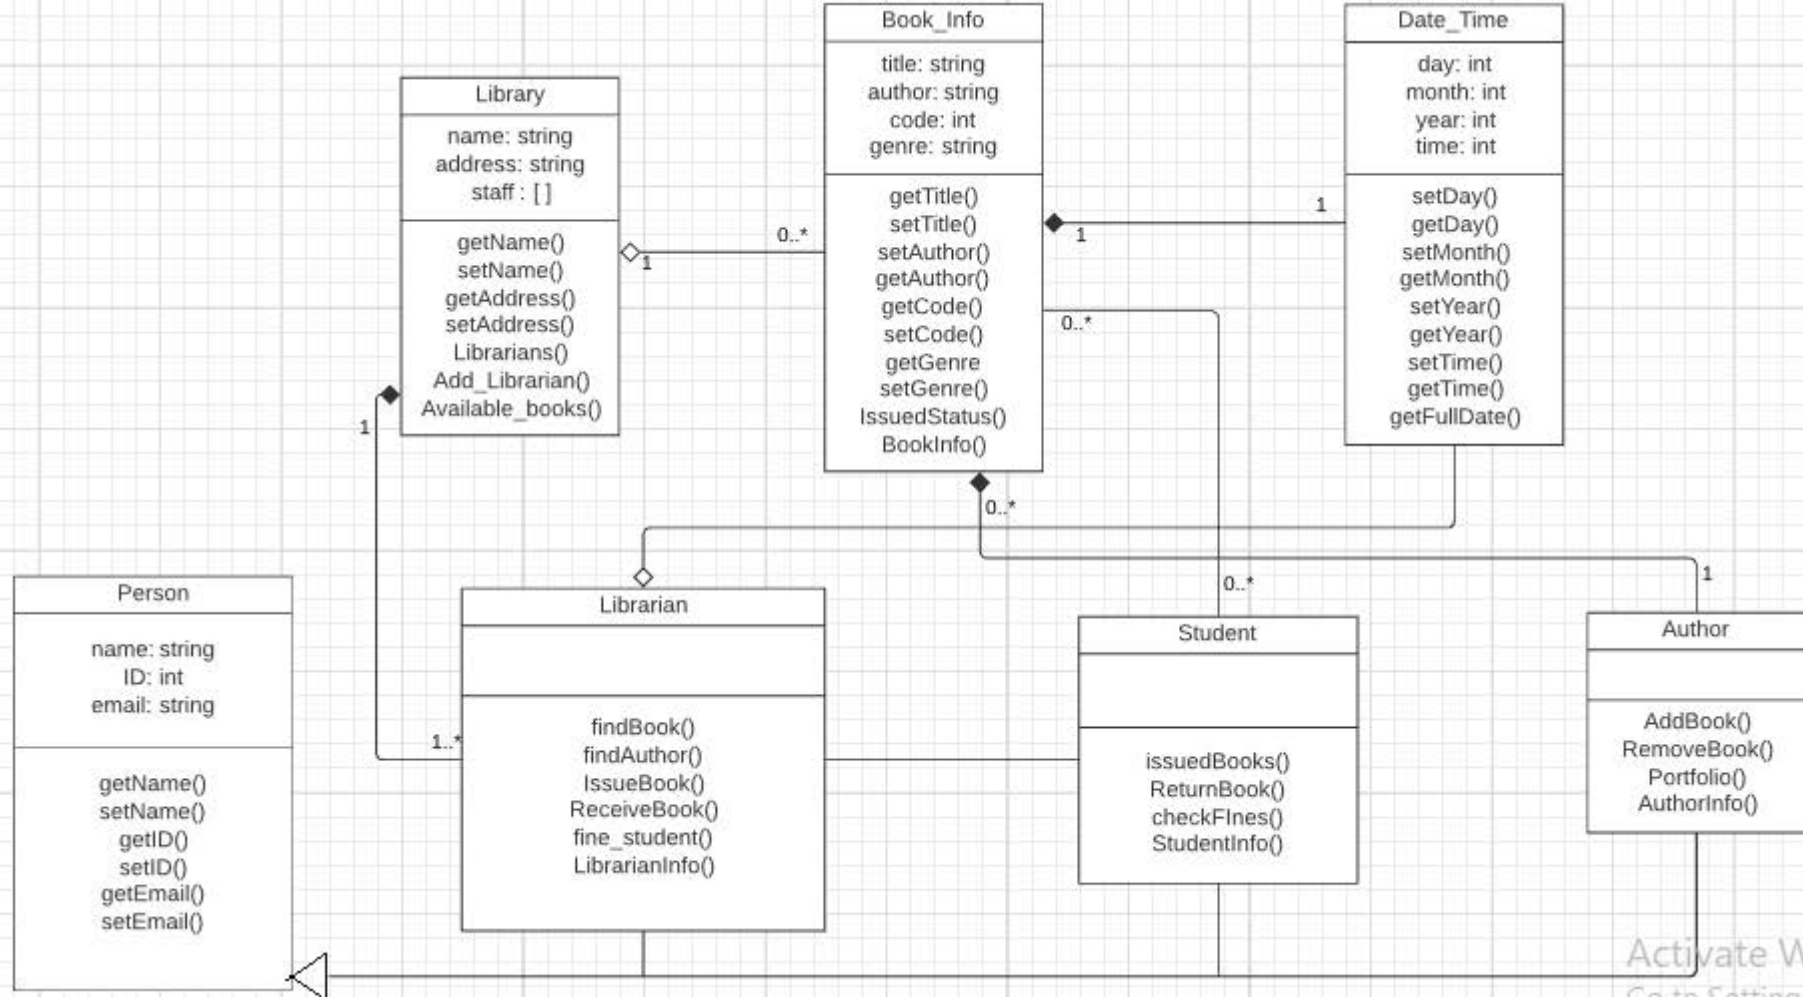 Book_Info
title: string
author: string
code: int
genre: string
getTitle()
setTitle()
setAuthor()
getAuthor()
getCode()
setCode()
getGenre
setGenre()
IssuedStatus()
BookInfo()
Date_Time
day: int
month: int
year: int
time: int
setDay()
getDay()
setMonth()
getMonth()
setYear()
getYear()
setTime()
getTime()
getFullDate()
Library
name: string
address: string
staff : [ ]
getName()
setName()
getAddress()
setAddress()
Librarians()
Add_Librarian()
Available_books()
0..*
1
1
1
0..*
1
0..*
0..*
1
1..*
Person
name: string
ID: int
email: string
getName()
setName()
getID()
setID()
getEmail()
setEmail()
Librarian
findBook()
findAuthor()
IssueBook()
ReceiveBook()
fine_student()
LibrarianInfo()
Student
issuedBooks()
ReturnBook()
checkFInes()
StudentInfo()
Author
AddBook()
RemoveBook()
Portfolio()
AuthorInfo()
Activate W
Go to Setting